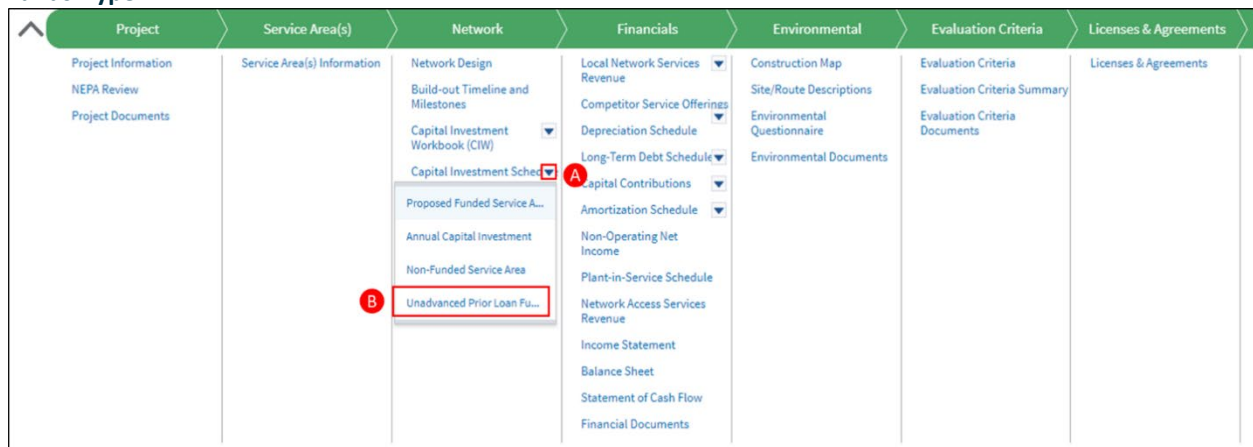 Project
Service Area(s)
Network
Financials
Environmental
Evaluation Criteria
Licenses & Agreements
Project Information
NEPA Review
Project Documents
Service Area(s) Information
Network Design
Build-out Timeline and
Milestones
Capital Investment
Workbook (CIW)
Capital Investment Sched
A
Proposed Funded Service A...
Annual Capital Investment
Non-Funded Service Area
B
Unadvanced Prior Loan Fu...
Local Network Services
Revenue
Competitor Service Offerings
Depreciation Schedule
Long-Term Debt Schedule
Capital Contributions
Amortization Schedule
Non-Operating Net
Income
Plant-in-Service Schedule
Network Access Services
Revenue
Income Statement
Balance Sheet
Statement of Cash Flow
Financial Documents
Construction Map
Site/Route Descriptions
Environmental
Questionnaire
Environmental Documents
Evaluation Criteria
Evaluation Criteria Summary
Evaluation Criteria
Documents
Licenses & Agreements